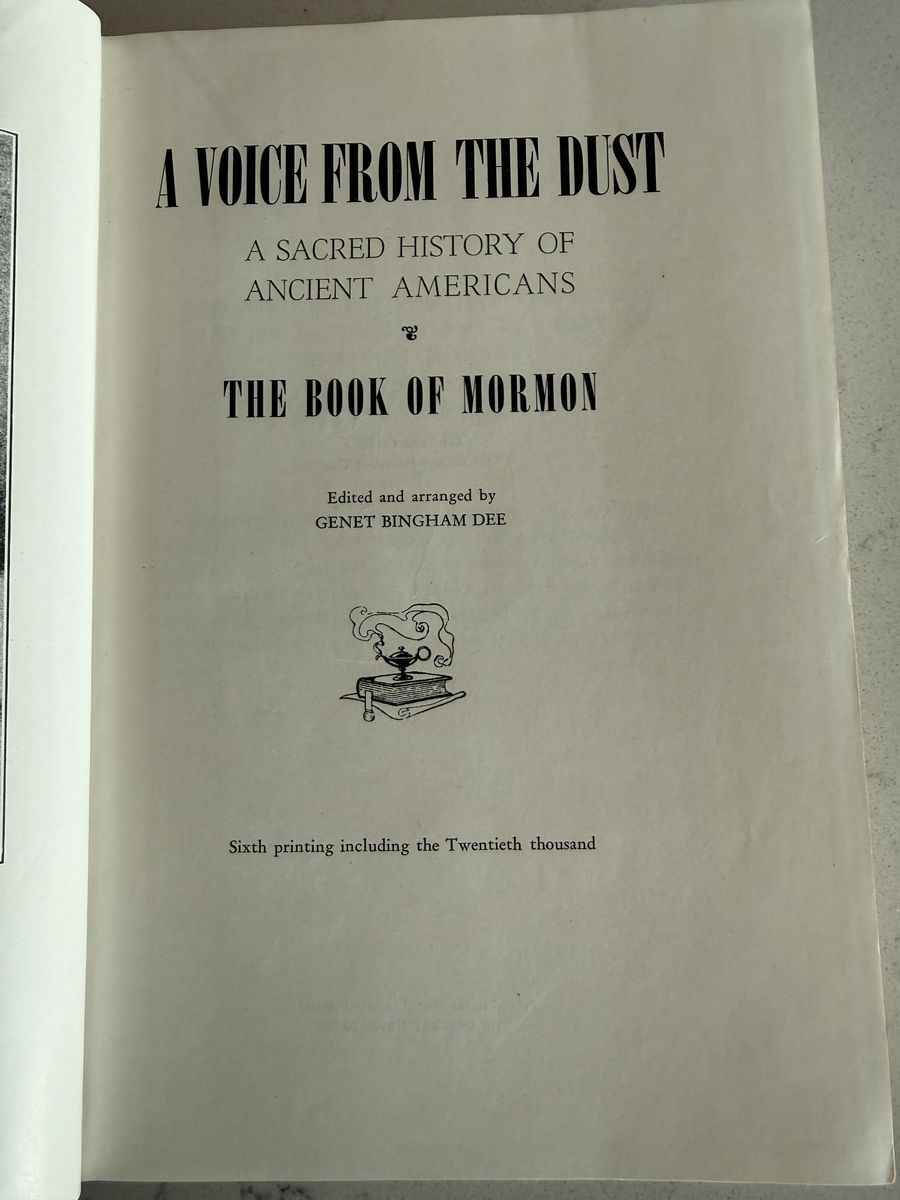 A VOICE FROM THE DUST
A SACRED HISTORY OF
ANCIENT AMERICANS
THE BOOK OF MORMON
Edited and arranged by
GENET BINGHAM DEE
Sixth printing including the Twentieth thousand